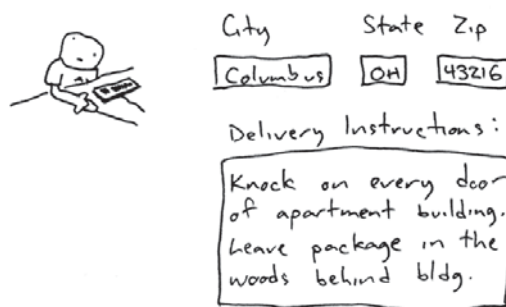 City State Zip
Columbus OH 43216
Delivery Instructions:
Knock on every door
of apartment building.
Leave package in the
woods behind bldg.